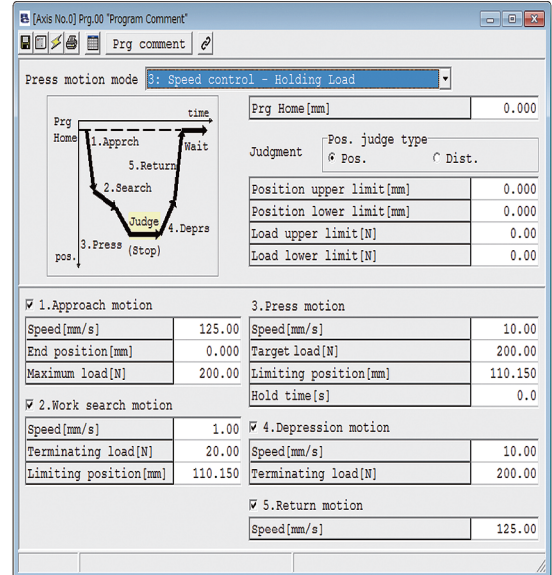 [Axis No.0] Prg.00 "Program Comment"
Prg comment
Press motion mode 3: Speed control - Holding Load
time
Prg
Home
1.Apprch
Wait
5.Return
2.Search
Judge
4.Deprs
3.Press
(Stop)
pos.
Prg Home[mm] 0.000
Judgment
Pos. judge type
Pos. Dist.
Position upper limit[mm] 0.000
Position lower limit[mm] 0.000
Load upper limit[N] 0.00
Load lower limit[N] 0.00
1.Approach motion
Speed[mm/s] 125.00
End position[mm] 0.000
Maximum load[N] 200.00
2.Work search motion
Speed[mm/s] 1.00
Terminating load[N] 20.00
Limiting position[mm] 110.150
3.Press motion
Speed[mm/s] 10.00
Target load[N] 200.00
Limiting position[mm] 110.150
Hold time[s] 0.0
4.Depression motion
Speed[mm/s] 10.00
Terminating load[N] 200.00
5.Return motion
Speed[mm/s] 125.00